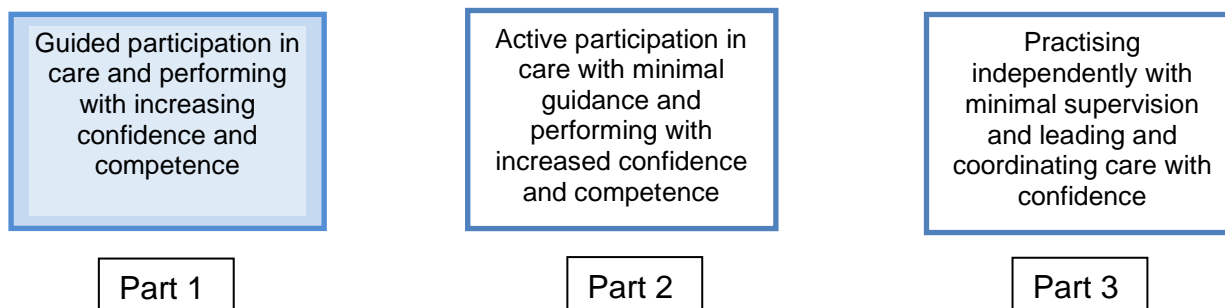 Guided participation in
care and performing
with increasing
confidence and
competence
Active participation in
care with minimal
guidance and
performing with
increased confidence
and competence
Practising
independently with
minimal supervision
and leading and
coordinating care with
confidence
Part 1
Part 2
Part 3